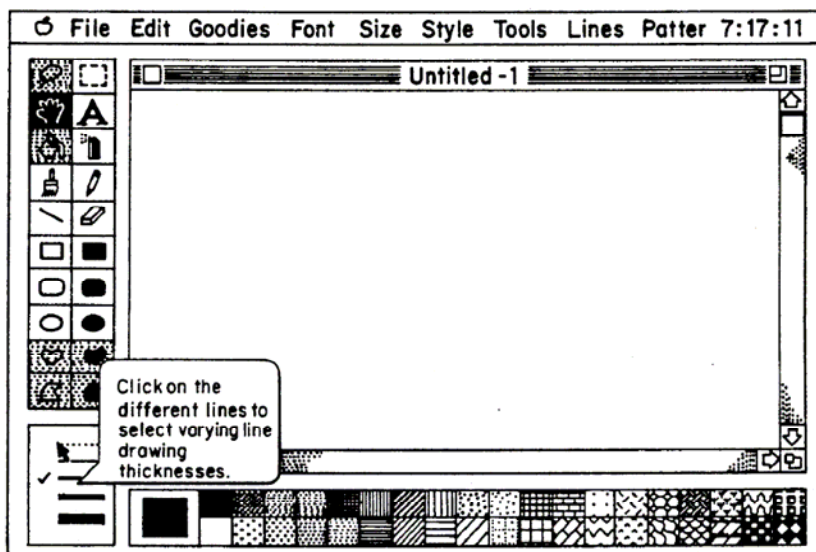 File Edit Goodies Font Size Style Tools Lines Patter 7:17:11
Untitled -1
A
Click on the
different lines to
select varying line
drawing
thicknesses.